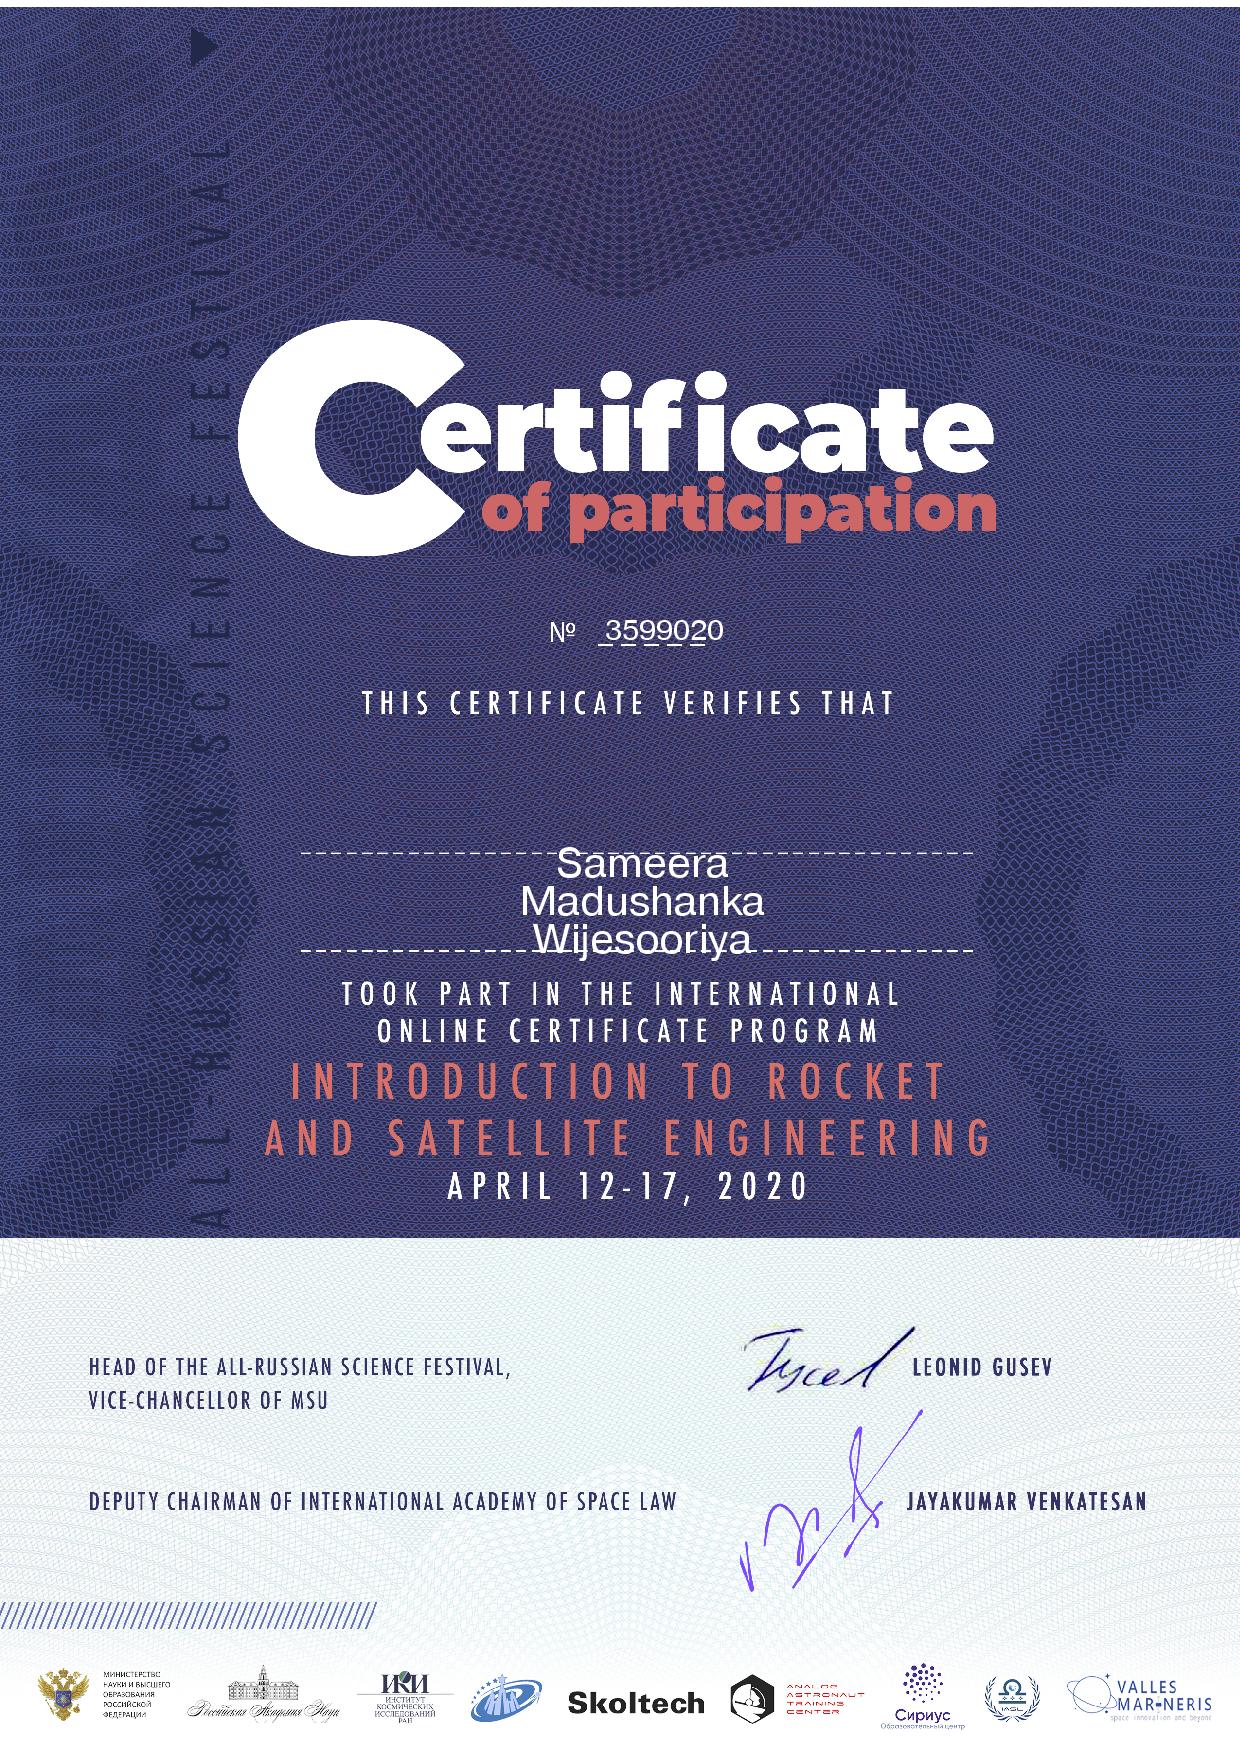 ALL-RUSSIAN SCIENCE FESTIVAL
Certificate
of participation
№ 3599020
THIS CERTIFICATE VERIFIES THAT
Sameera
Madushanka
Wijesooriya
TOOK PART IN THE INTERNATIONAL
ONLINE CERTIFICATE PROGRAM
INTRODUCTION TO ROCKET
AND SATELLITE ENGINEERING
APRIL 12-17, 2020
HEAD OF THE ALL-RUSSIAN SCIENCE FESTIVAL,
VICE-CHANCELLOR OF MSU
LEONID GUSEV
DEPUTY CHAIRMAN OF INTERNATIONAL ACADEMY OF SPACE LAW
JAYAKUMAR VENKATESAN
МИНИСТЕРСТВО
НАУКИ И ВЫСШЕГО
ОБРАЗОВАНИЯ
РОССИЙСКОЙ
ФЕДЕРАЦИИ
Российская Академия Наук
ИКИ
ИНСТИТУТ
КОСМИЧЕСКИХ
ИССЛЕДОВАНИЙ
РАН
Skoltech
ANALOG
ASTRONAUT
TRAINING
CENTER
Сириус
Образовательный центр
IASL
VALLES
MARINERIS
space innovation and beyond